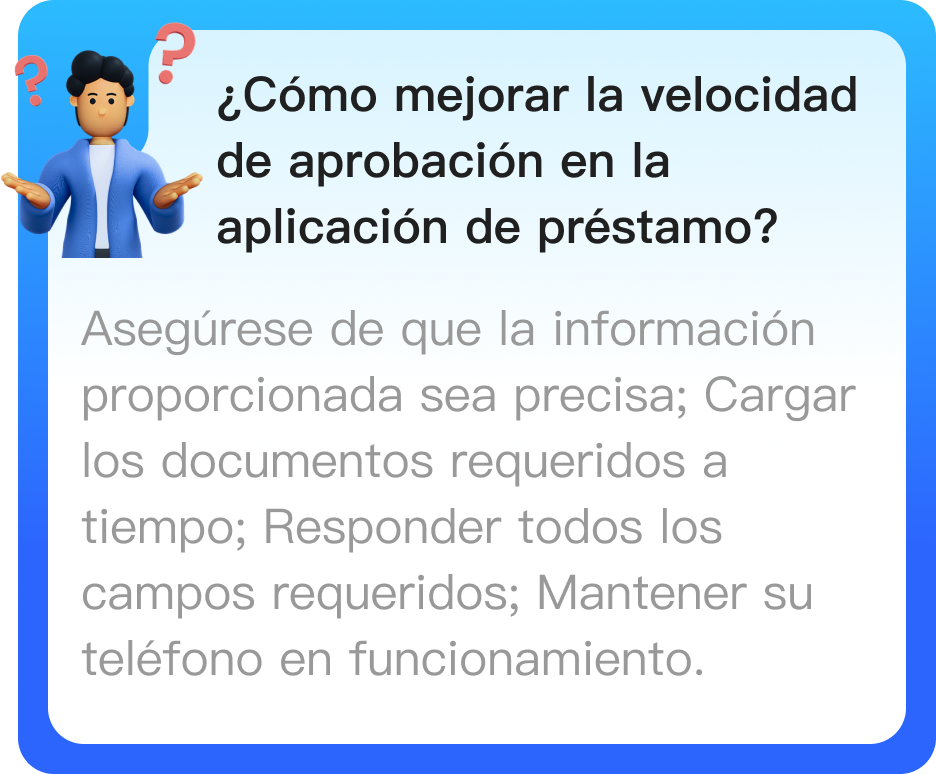 ¿Cómo mejorar la velocidad
de aprobación en la
aplicación de préstamo?
Asegúrese de que la información
proporcionada sea precisa; Cargar
los documentos requeridos a
tiempo; Responder todos los
campos requeridos; Mantener su
teléfono en funcionamiento.